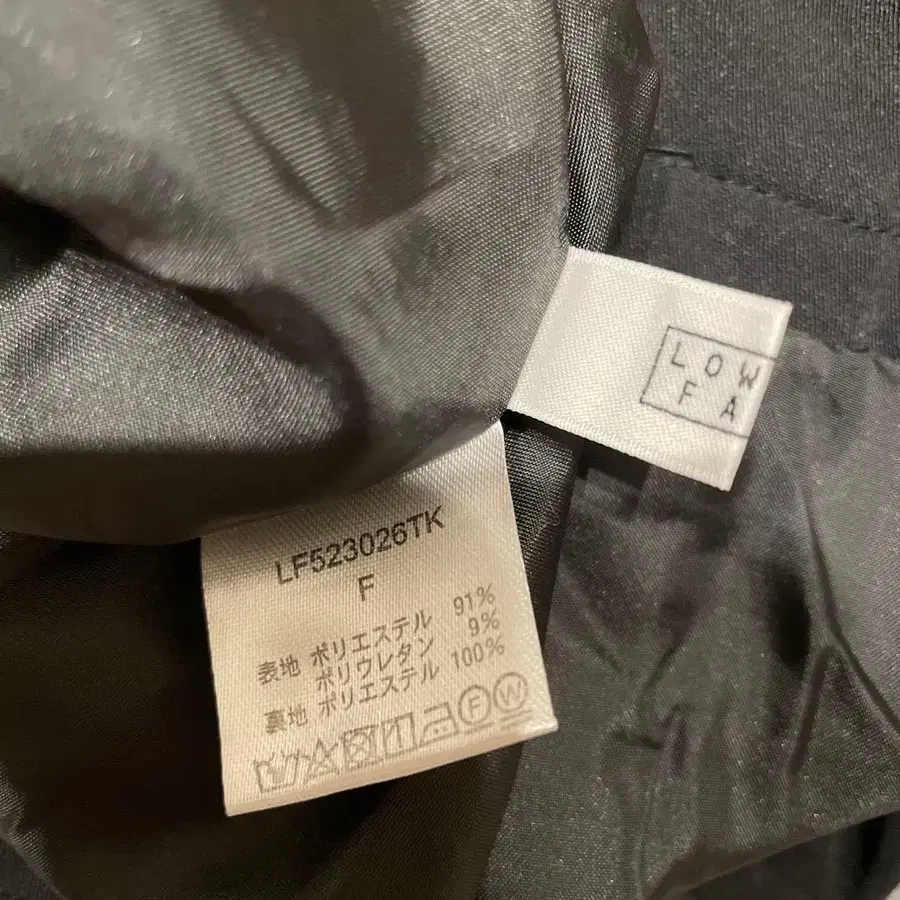 LOW
FA
LF523026TK
F
表地 ポリエステル 91%
ポリウレタン 9%
裏地 ポリエステル 100%
F W